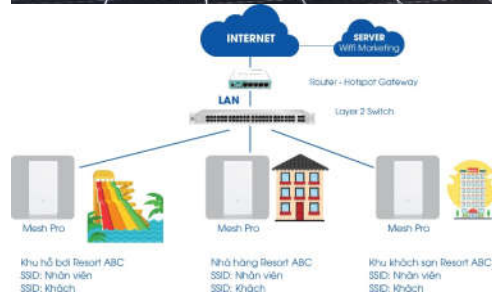 INTERNET
SERVER
Wifi Marketing
Router - Hotspot Gateway
LAN
Layer 2 Switch
Mesh Pro
Mesh Pro
Mesh Pro
Khu hồ bơi Resort ABC
SSID: Nhân viên
SSID: Khách
Nhà hàng Resort ABC
SSID: Nhân viên
SSID: Khách
Khu khách sạn Resort ABC
SSID: Nhân viên
SSID: Khách